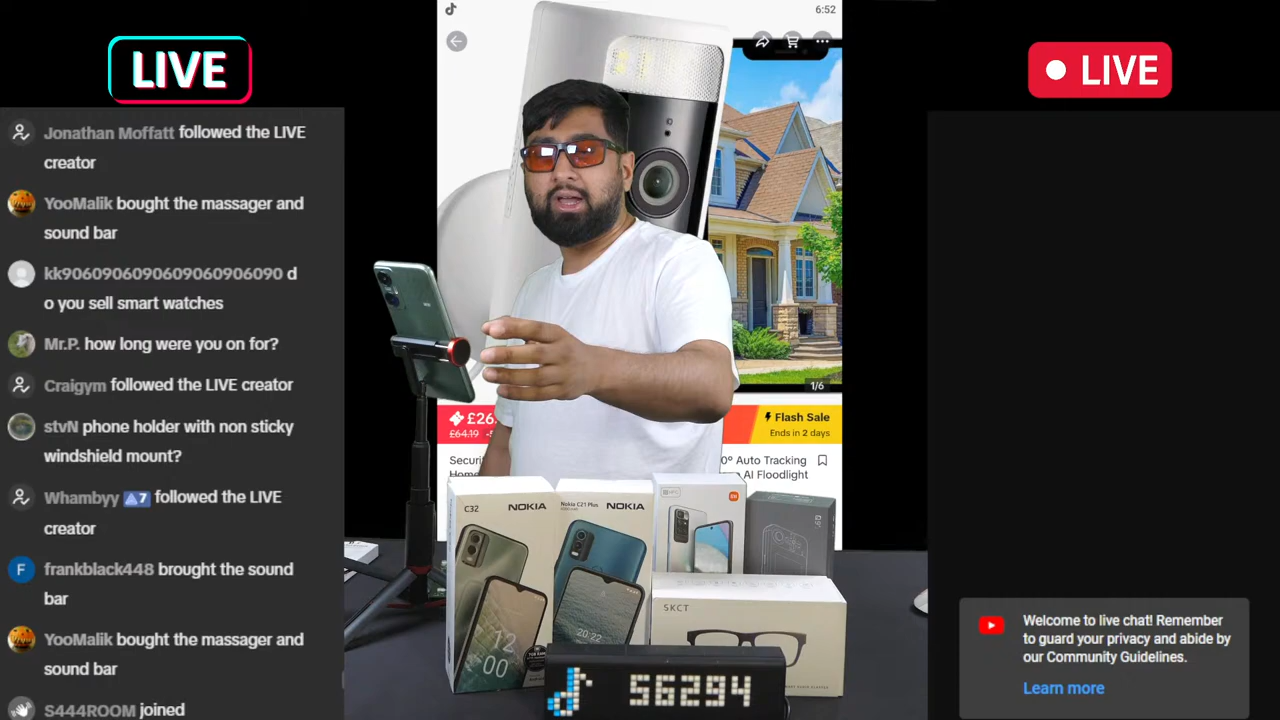 6:52
LIVE
LIVE
Jonathan Moffatt followed the LIVE
creator
YooMalik bought the massager and
sound bar
kk9060906090609060906090 d
o you sell smart watches
Mr.P. how long were you on for?
Craigym followed the LIVE creator
stvN phone holder with non sticky
windshield mount?
Whambyy 7 followed the LIVE
creator
frankblack448 brought the sound
bar
YooMalik bought the massager and
sound bar
S444ROOM joined
1/6
£26.
£64.19
Flash Sale
Ends in 2 days
Securi
0° Auto Tracking
Home
AI Floodlight
C32
NOKIA
Nokia C21 Plus
NOKIA
12
00
20:22
SKCT
56294
Welcome to live chat! Remember
to guard your privacy and abide by
our Community Guidelines.
Learn more